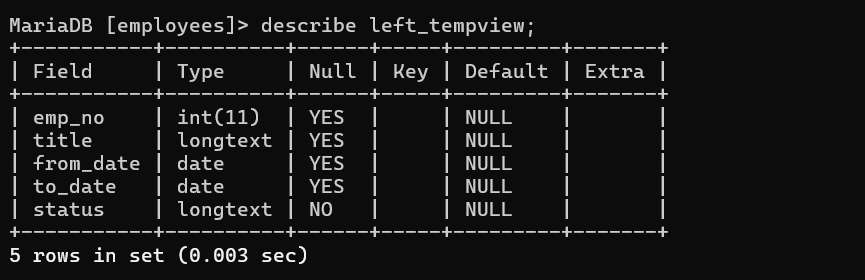 MariaDB [employees]> describe left_tempview;
+-----------+----------+------+-----+---------+-------+
| Field     | Type     | Null | Key | Default | Extra |
+-----------+----------+------+-----+---------+-------+
| emp_no    | int(11)  | YES  |     | NULL    |       |
| title     | longtext | YES  |     | NULL    |       |
| from_date | date     | YES  |     | NULL    |       |
| to_date   | date     | YES  |     | NULL    |       |
| status    | longtext | NO   |     | NULL    |       |
+-----------+----------+------+-----+---------+-------+
5 rows in set (0.003 sec)